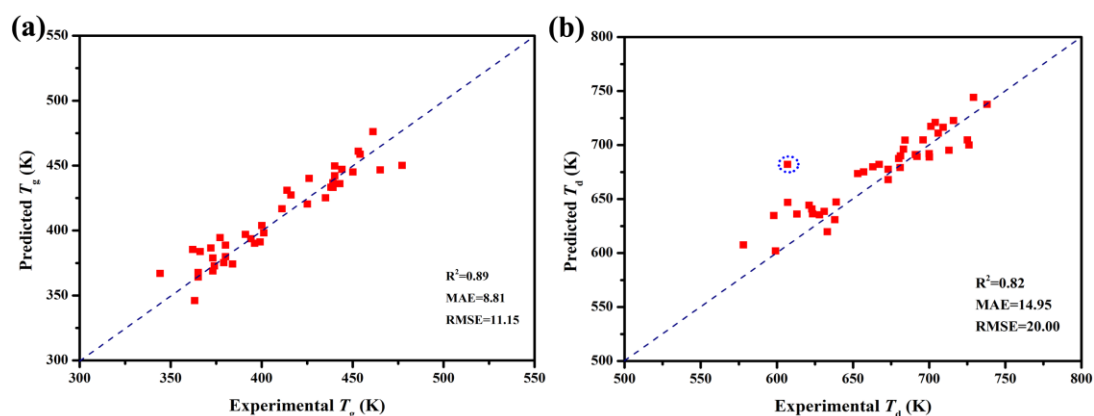 (a)
550
500
450
400
350
300
300
350
400
450
500
550
Predicted Tg (K)
Experimental Tg (K)
R²=0.89
MAE=8.81
RMSE=11.15
(b)
800
750
700
650
600
550
500
500
550
600
650
700
750
800
Predicted Td (K)
Experimental Td (K)
R²=0.82
MAE=14.95
RMSE=20.00